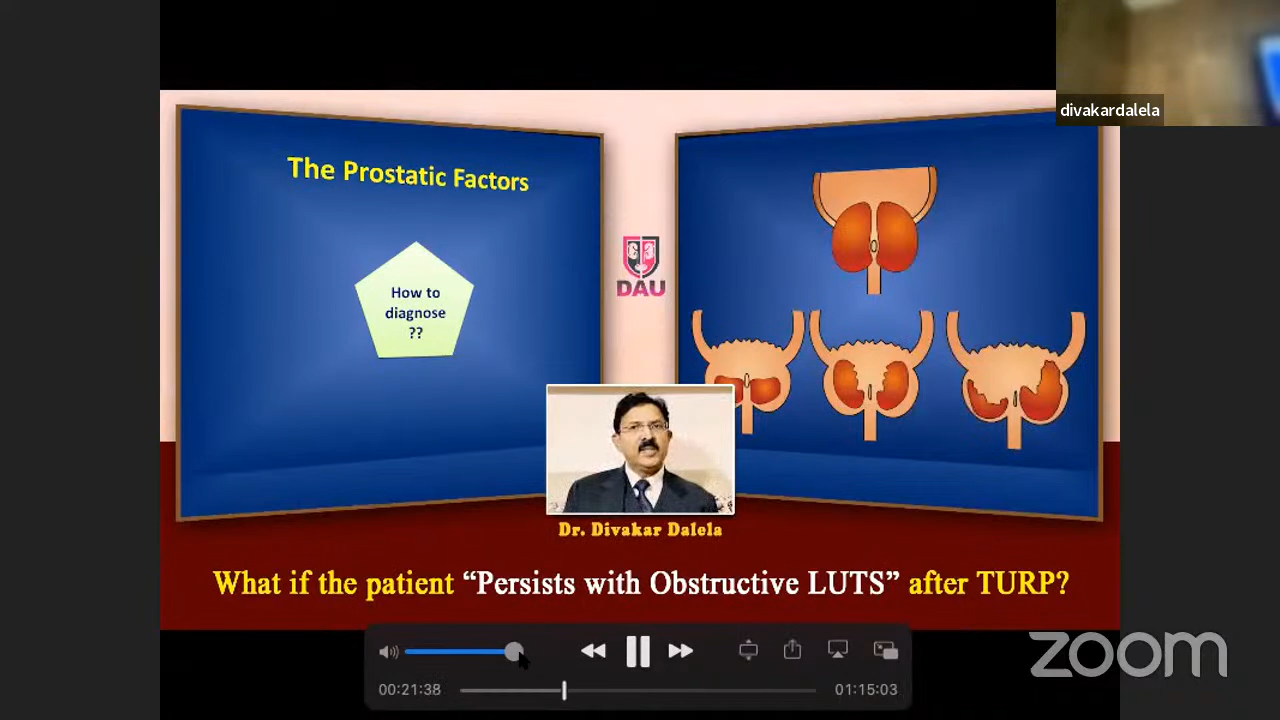 divakardalela
The Prostatic Factors
How to
diagnose
??
DAU
Dr. Divakar Dalela
What if the patient “Persists with Obstructive LUTS” after TURP?
zoom
00:21:38
01:15:03